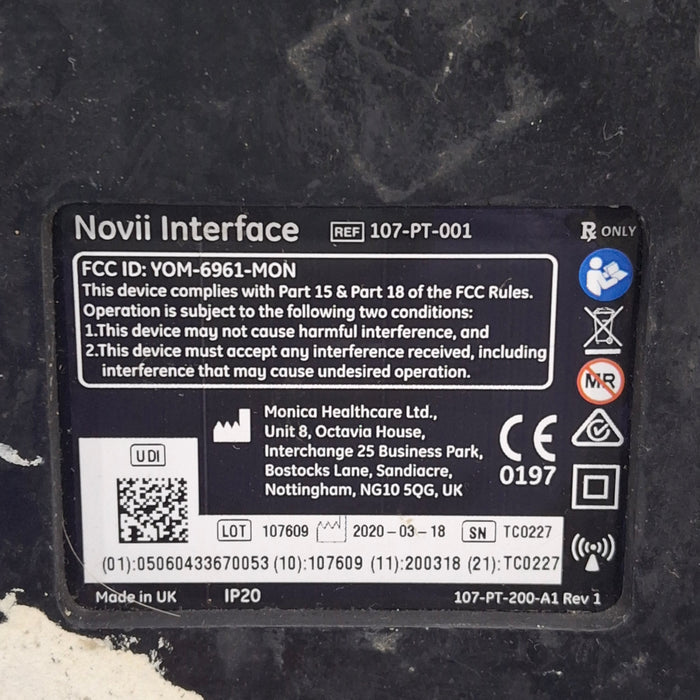 Novii Interface
REF 107-PT-001
Rx ONLY
FCC ID: YOM-6961-MON
This device complies with Part 15 & Part 18 of the FCC Rules.
Operation is subject to the following two conditions:
1.This device may not cause harmful interference, and
2.This device must accept any interference received, including
interference that may cause undesired operation.
MR
Monica Healthcare Ltd.,
Unit 8, Octavia House,
Interchange 25 Business Park,
Bostocks Lane, Sandiacre,
Nottingham, NG10 5QG, UK
CE
0197
UDI
LOT 107609 2020-03-18 SN TC0227
(01):05060433670053 (10):107609 (11):200318 (21):TC0227
Made in UK IP20 107-PT-200-A1 Rev 1